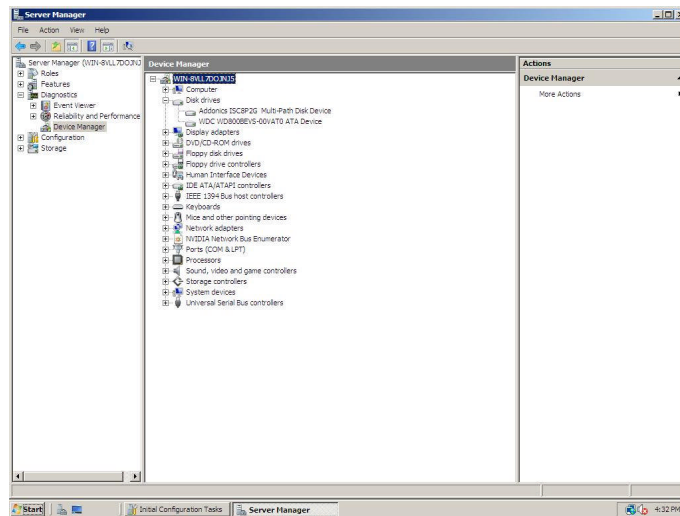 Server Manager
File Action View Help
Server Manager (WIN-8VLL7DOJNJ
Roles
Features
Diagnostics
Event Viewer
Reliability and Performance
Device Manager
Configuration
Storage
Device Manager
WIN-8VLL7DOJNJ5
Computer
Disk drives
Addonics ISC8P2G Multi-Path Disk Device
WDC WD800BEVS-00VAT0 ATA Device
Display adapters
DVD/CD-ROM drives
Floppy disk drives
Floppy drive controllers
Human Interface Devices
IDE ATA/ATAPI controllers
IEEE 1394 Bus host controllers
Keyboards
Mice and other pointing devices
Network adapters
NVIDIA Network Bus Enumerator
Ports (COM & LPT)
Processors
Sound, video and game controllers
Storage controllers
System devices
Universal Serial Bus controllers
Actions
Device Manager
More Actions
Start Initial Configuration Tasks Server Manager 4:32 PM